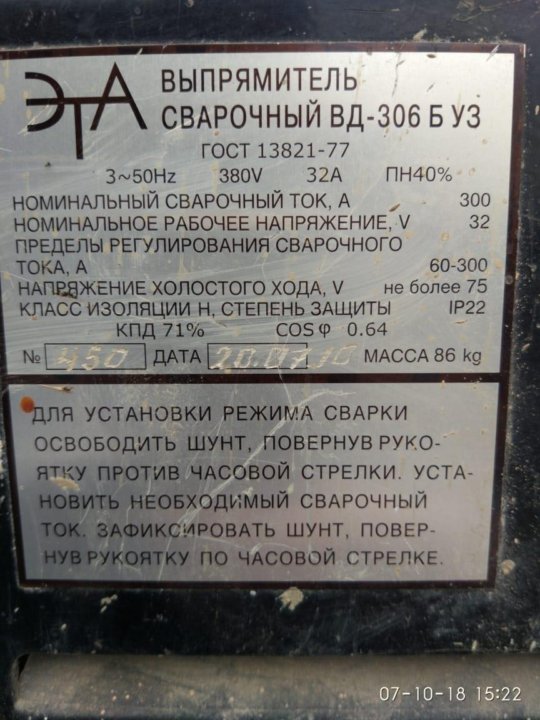 ЭТА
ВЫПРЯМИТЕЛЬ
СВАРОЧНЫЙ ВД-306 Б У3
ГОСТ 13821-77
3~50Hz 380V 32A ПН40%
НОМИНАЛЬНЫЙ СВАРОЧНЫЙ ТОК, А 300
НОМИНАЛЬНОЕ РАБОЧЕЕ НАПРЯЖЕНИЕ, V 32
ПРЕДЕЛЫ РЕГУЛИРОВАНИЯ СВАРОЧНОГО
ТОКА, А 60-300
НАПРЯЖЕНИЕ ХОЛОСТОГО ХОДА, V не более 75
КЛАСС ИЗОЛЯЦИИ Н, СТЕПЕНЬ ЗАЩИТЫ IP22
КПД 71% COS φ 0.64
№ 450 ДАТА МАССА 86 kg
ДЛЯ УСТАНОВКИ РЕЖИМА СВАРКИ
ОСВОБОДИТЬ ШУНТ, ПОВЕРНУВ РУКО-
ЯТКУ ПРОТИВ ЧАСОВОЙ СТРЕЛКИ. УСТА-
НОВИТЬ НЕОБХОДИМЫЙ СВАРОЧНЫЙ
ТОК. ЗАФИКСИРОВАТЬ ШУНТ, ПОВЕР-
НУВ РУКОЯТКУ ПО ЧАСОВОЙ СТРЕЛКЕ.
07-10-18 15:22